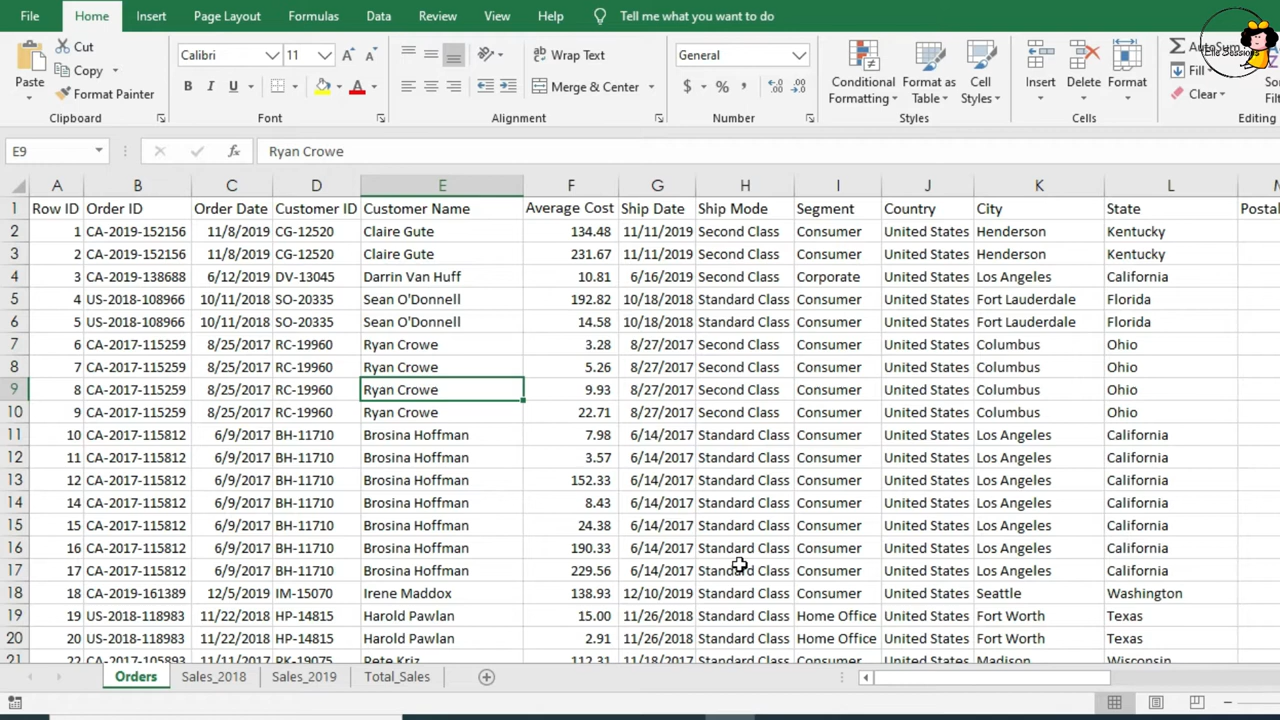 File Home Insert Page Layout Formulas Data Review View Help Tell me what you want to do
Paste Cut Copy Format Painter Clipboard
Calibri 11 A A B I U A Font
Wrap Text Merge & Center Alignment
General $ % , Number
Conditional Formatting Format as Table Cell Styles Styles
Insert Delete Format Cells
AutoSum Fill Clear Editing
E9 fx Ryan Crowe
A B C D E F G H I J K L
1 Row ID Order ID Order Date Customer ID Customer Name Average Cost Ship Date Ship Mode Segment Country City State Postal
2 1 CA-2019-152156 11/8/2019 CG-12520 Claire Gute 134.48 11/11/2019 Second Class Consumer United States Henderson Kentucky
3 2 CA-2019-152156 11/8/2019 CG-12520 Claire Gute 231.67 11/11/2019 Second Class Consumer United States Henderson Kentucky
4 3 CA-2019-138688 6/12/2019 DV-13045 Darrin Van Huff 10.81 6/16/2019 Second Class Corporate United States Los Angeles California
5 4 US-2018-108966 10/11/2018 SO-20335 Sean O'Donnell 192.82 10/18/2018 Standard Class Consumer United States Fort Lauderdale Florida
6 5 US-2018-108966 10/11/2018 SO-20335 Sean O'Donnell 14.58 10/18/2018 Standard Class Consumer United States Fort Lauderdale Florida
7 6 CA-2017-115259 8/25/2017 RC-19960 Ryan Crowe 3.28 8/27/2017 Second Class Consumer United States Columbus Ohio
8 7 CA-2017-115259 8/25/2017 RC-19960 Ryan Crowe 5.26 8/27/2017 Second Class Consumer United States Columbus Ohio
9 8 CA-2017-115259 8/25/2017 RC-19960 Ryan Crowe 9.93 8/27/2017 Second Class Consumer United States Columbus Ohio
10 9 CA-2017-115259 8/25/2017 RC-19960 Ryan Crowe 22.71 8/27/2017 Second Class Consumer United States Columbus Ohio
11 10 CA-2017-115812 6/9/2017 BH-11710 Brosina Hoffman 7.98 6/14/2017 Standard Class Consumer United States Los Angeles California
12 11 CA-2017-115812 6/9/2017 BH-11710 Brosina Hoffman 3.57 6/14/2017 Standard Class Consumer United States Los Angeles California
13 12 CA-2017-115812 6/9/2017 BH-11710 Brosina Hoffman 152.33 6/14/2017 Standard Class Consumer United States Los Angeles California
14 14 CA-2017-115812 6/9/2017 BH-11710 Brosina Hoffman 8.43 6/14/2017 Standard Class Consumer United States Los Angeles California
15 15 CA-2017-115812 6/9/2017 BH-11710 Brosina Hoffman 24.38 6/14/2017 Standard Class Consumer United States Los Angeles California
16 16 CA-2017-115812 6/9/2017 BH-11710 Brosina Hoffman 190.33 6/14/2017 Standard Class Consumer United States Los Angeles California
17 17 CA-2017-115812 6/9/2017 BH-11710 Brosina Hoffman 229.56 6/14/2017 Standard Class Consumer United States Los Angeles California
18 18 CA-2019-161389 12/5/2019 IM-15070 Irene Maddox 138.93 12/10/2019 Standard Class Consumer United States Seattle Washington
19 19 US-2018-118983 11/22/2018 HP-14815 Harold Pawlan 15.00 11/26/2018 Standard Class Home Office United States Fort Worth Texas
20 20 US-2018-118983 11/22/2018 HP-14815 Harold Pawlan 2.91 11/26/2018 Standard Class Home Office United States Fort Worth Texas
21 22 CA-2017-105893 11/11/2017 PK-19075 Pete Kriz 112.31 11/18/2017 Standard Class Consumer United States Madison Wisconsin
Orders Sales_2018 Sales_2019 Total_Sales